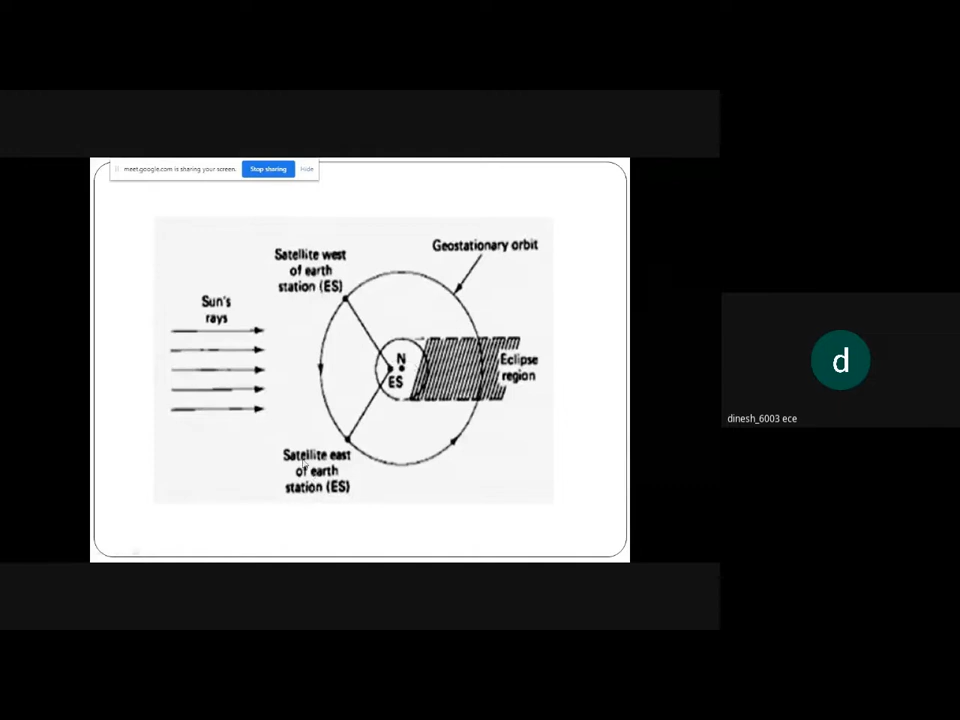 meet.google.com is sharing your screen.
Stop sharing
Hide
Satellite west
of earth
station (ES)
Geostationary orbit
Sun's
rays
N
ES
Eclipse
region
Satellite east
of earth
station (ES)
d
dinesh_6003 ece